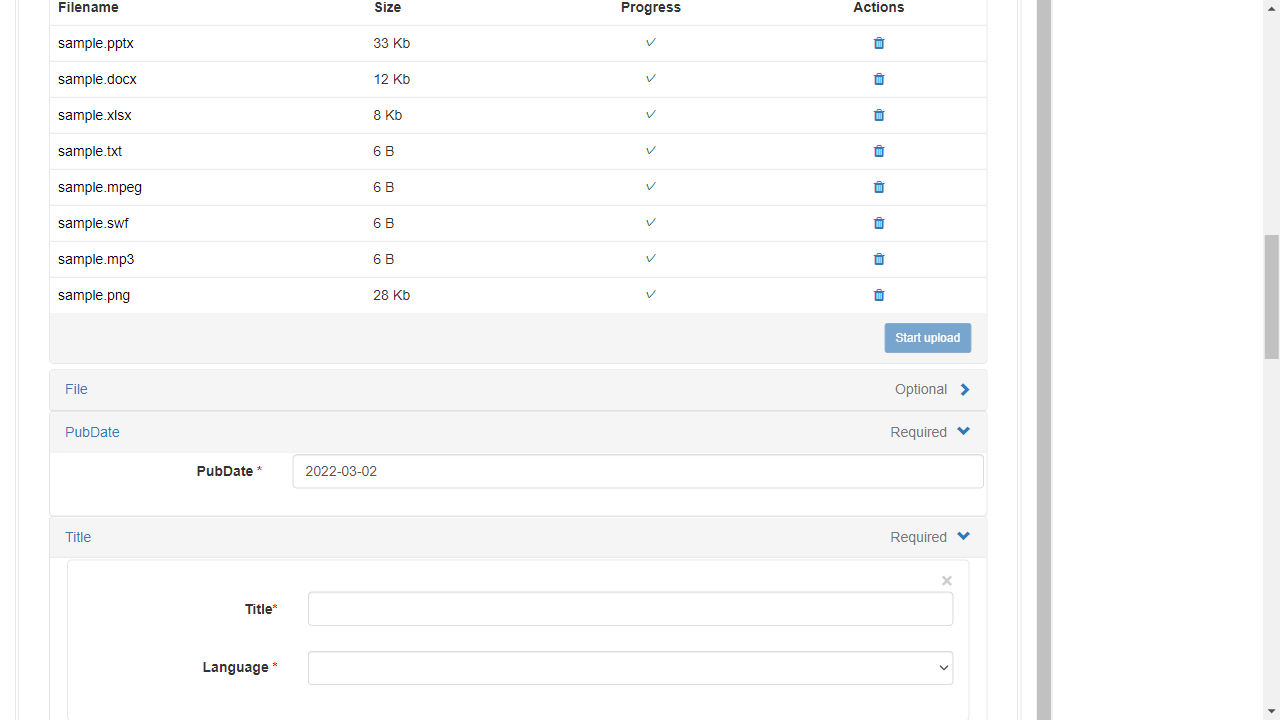 Filename Size Progress Actions
sample.pptx 33 Kb ✓
sample.docx 12 Kb ✓
sample.xlsx 8 Kb ✓
sample.txt 6 B ✓
sample.mpeg 6 B ✓
sample.swf 6 B ✓
sample.mp3 6 B ✓
sample.png 28 Kb ✓
Start upload
File Optional
PubDate Required
PubDate * 2022-03-02
Title Required
×
Title*
Language *